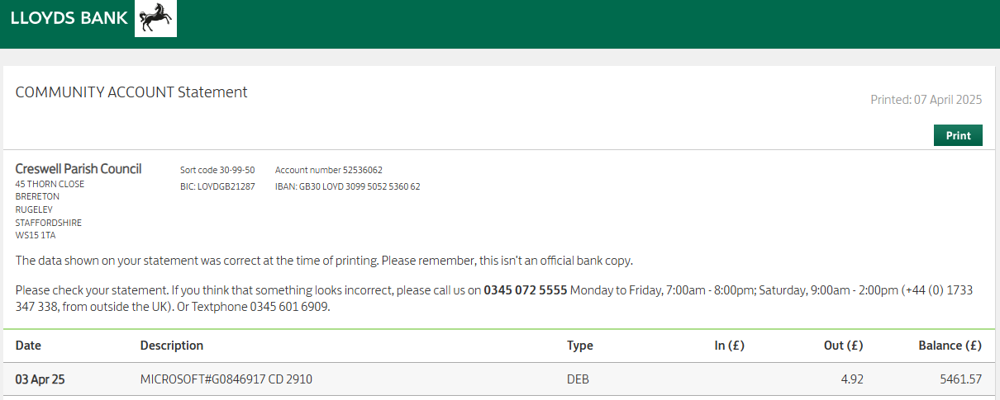 LLOYDS BANK
COMMUNITY ACCOUNT Statement
Printed: 07 April 2025
Print
Creswell Parish Council
45 THORN CLOSE
BRERETON
RUGELEY
STAFFORDSHIRE
WS15 1TA
Sort code 30-99-50 Account number 52536062
BIC: LOYDGB21287 IBAN: GB30 LOYD 3099 5052 5360 62
The data shown on your statement was correct at the time of printing. Please remember, this isn't an official bank copy.
Please check your statement. If you think that something looks incorrect, please call us on 0345 072 5555 Monday to Friday, 7:00am - 8:00pm; Saturday, 9:00am - 2:00pm (+44 (0) 1733
347 338, from outside the UK). Or Textphone 0345 601 6909.
Date Description Type In (£) Out (£) Balance (£)
03 Apr 25 MICROSOFT#G0846917 CD 2910 DEB 4.92 5461.57